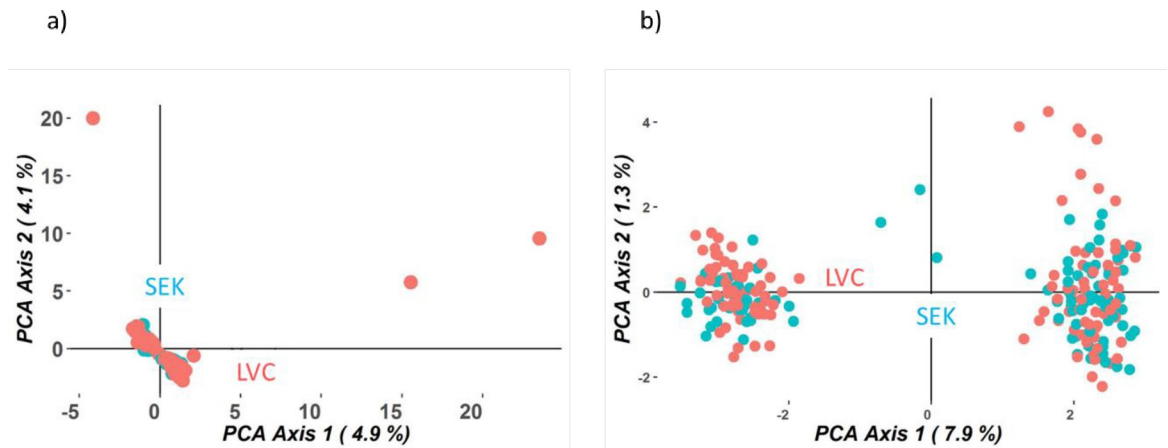 a)
20
15
10
5
0
-5
0
5
10
15
20
PCA Axis 2 ( 4.1 %)
SEK
LVC
PCA Axis 1 ( 4.9 %)
b)
4
2
0
-2
-2
0
2
PCA Axis 2 ( 1.3 %)
LVC
SEK
PCA Axis 1 ( 7.9 %)